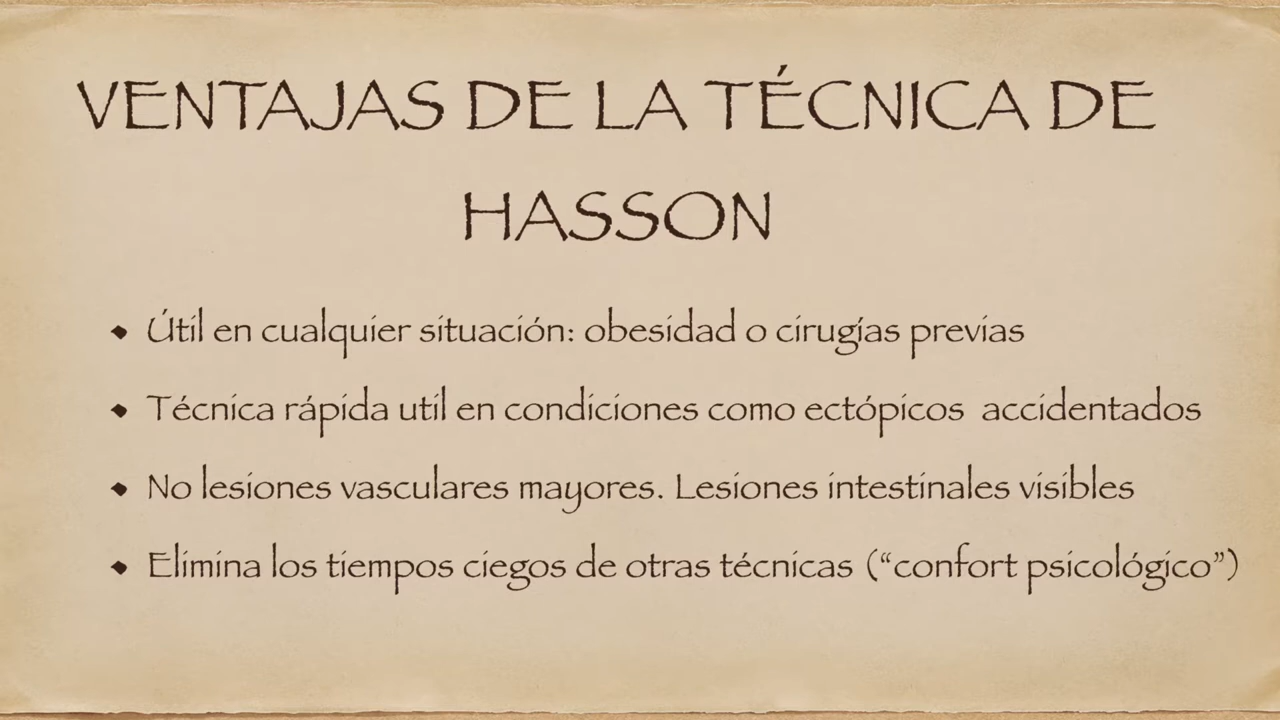 VENTAJAS DE LA TÉCNICA DE
HASSON
• Útil en cualquier situación: obesidad o cirugías previas
• Técnica rápida util en condiciones como ectópicos accidentados
• No lesiones vasculares mayores. Lesiones intestinales visibles
• Elimina los tiempos ciegos de otras técnicas (“confort psicológico”)